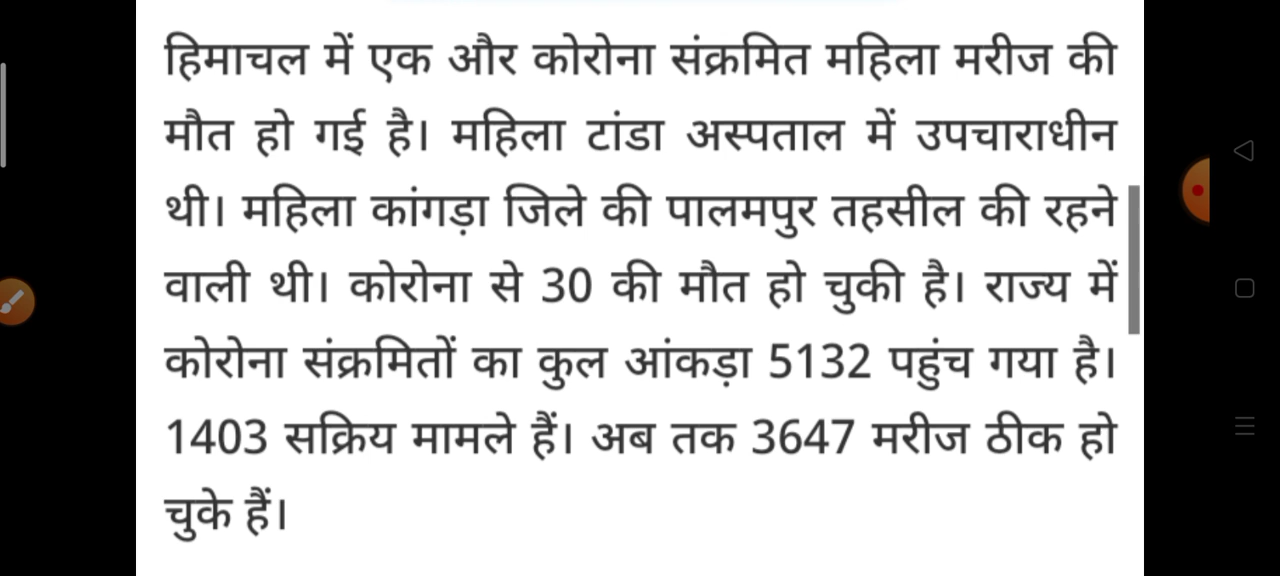 हिमाचल में एक और कोरोना संक्रमित महिला मरीज की
मौत हो गई है। महिला टांडा अस्पताल में उपचाराधीन
थी। महिला कांगड़ा जिले की पालमपुर तहसील की रहने
वाली थी। कोरोना से 30 की मौत हो चुकी है। राज्य में
कोरोना संक्रमितों का कुल आंकड़ा 5132 पहुंच गया है।
1403 सक्रिय मामले हैं। अब तक 3647 मरीज ठीक हो
चुके हैं।